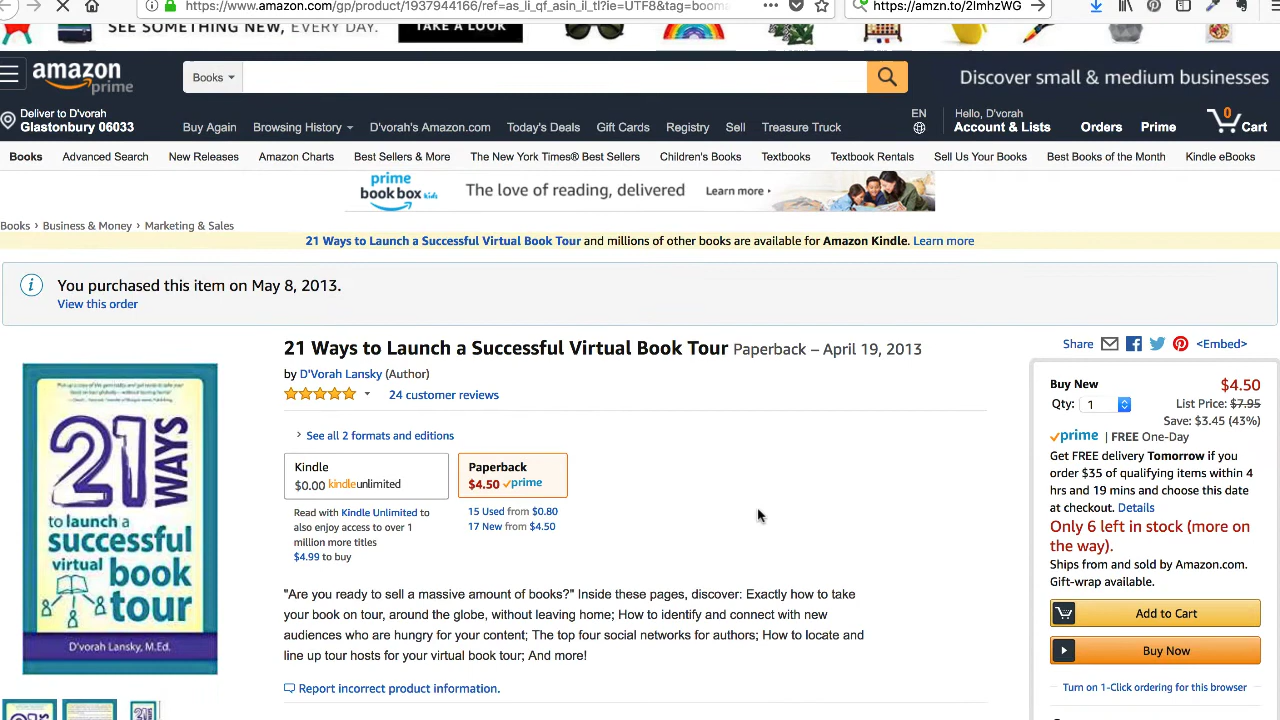 https://www.amazon.com/gp/product/1937944166/ref=as_li_qf_asin_il_tl?ie=UTF8&tag=booma
https://amzn.to/2ImhzWG
SEE SOMETHING NEW, EVERY DAY.
TAKE A LOOK
amazon
prime
Books
Discover small & medium businesses
Deliver to D'vorah
Glastonbury 06033
Buy Again
Browsing History
D'vorah's Amazon.com
Today's Deals
Gift Cards
Registry
Sell
Treasure Truck
EN
Hello, D'vorah
Account & Lists
Orders
Prime
0
Cart
Books
Advanced Search
New Releases
Amazon Charts
Best Sellers & More
The New York Times® Best Sellers
Children's Books
Textbooks
Textbook Rentals
Sell Us Your Books
Best Books of the Month
Kindle eBooks
prime
book box kids
The love of reading, delivered
Learn more ›
Books › Business & Money › Marketing & Sales
21 Ways to Launch a Successful Virtual Book Tour and millions of other books are available for Amazon Kindle. Learn more
You purchased this item on May 8, 2013.
View this order
21 WAYS
to launch a
successful
virtual book
tour
D'vorah Lansky, M.Ed.
21 Ways to Launch a Successful Virtual Book Tour Paperback – April 19, 2013
by D'Vorah Lansky (Author)
24 customer reviews
› See all 2 formats and editions
Kindle
$0.00 kindleunlimited
Paperback
$4.50 prime
Read with Kindle Unlimited to
also enjoy access to over 1
million more titles
$4.99 to buy
15 Used from $0.80
17 New from $4.50
"Are you ready to sell a massive amount of books?" Inside these pages, discover: Exactly how to take
your book on tour, around the globe, without leaving home; How to identify and connect with new
audiences who are hungry for your content; The top four social networks for authors; How to locate and
line up tour hosts for your virtual book tour; And more!
Report incorrect product information.
Share
<Embed>
Buy New
$4.50
Qty: 1
List Price: $7.95
Save: $3.45 (43%)
prime | FREE One-Day
Get FREE delivery Tomorrow if you
order $35 of qualifying items within 4
hrs and 19 mins and choose this date
at checkout. Details
Only 6 left in stock (more on
the way).
Ships from and sold by Amazon.com.
Gift-wrap available.
Add to Cart
Buy Now
Turn on 1-Click ordering for this browser